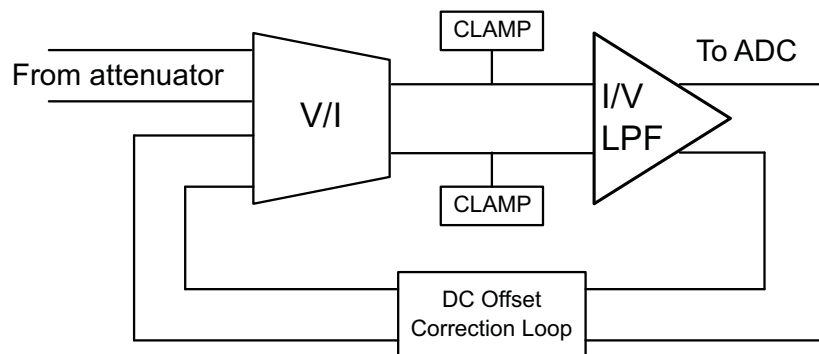 CLAMP
To ADC
From attenuator
V/I
I/V
LPF
CLAMP
DC Offset
Correction Loop